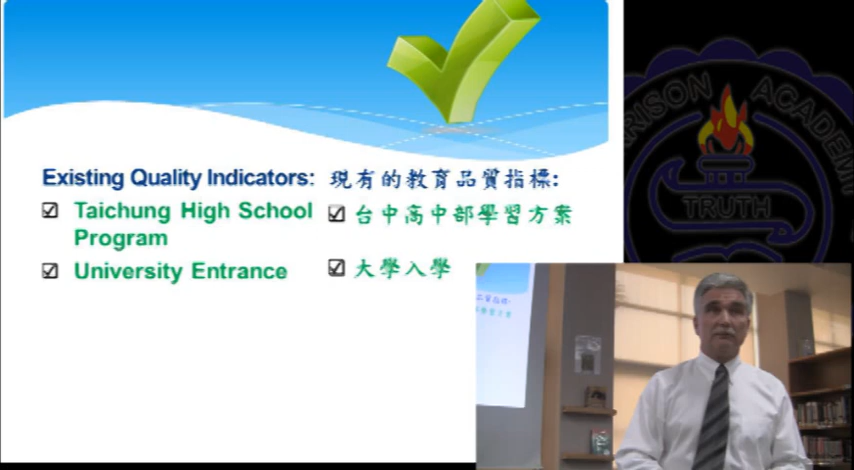 Existing Quality Indicators: 現有的教育品質指標:
Taichung High School Program
台中高中部學習方案
University Entrance
大學入學
ARISON ACADEM
TRUTH